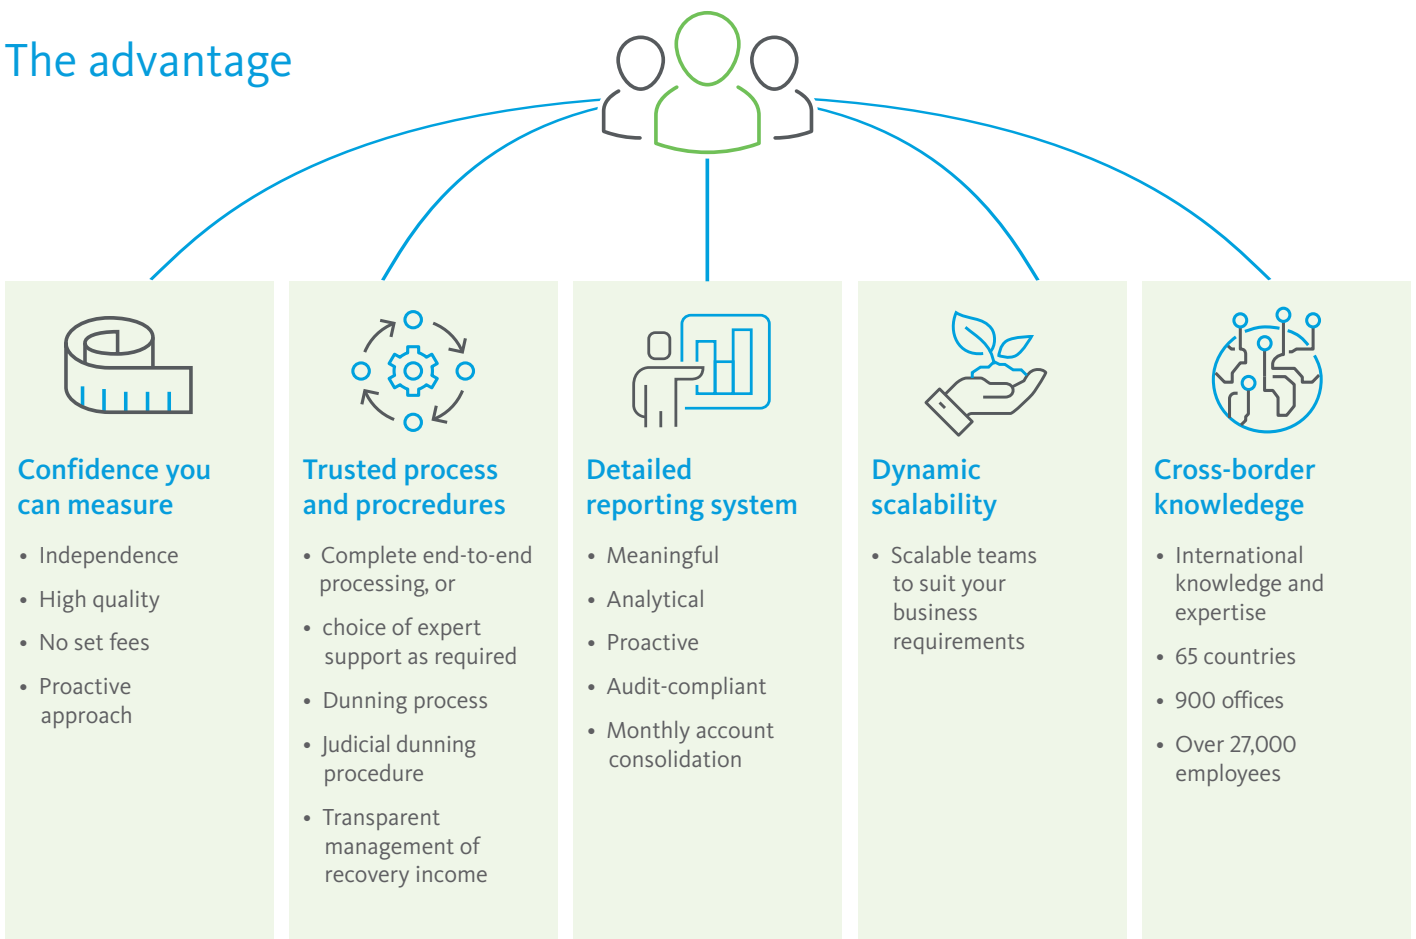 The advantage
Confidence you
can measure
• Independence
• High quality
• No set fees
• Proactive
approach
Trusted process
and procredures
• Complete end-to-end
processing, or
• choice of expert
support as required
• Dunning process
• Judicial dunning
procedure
• Transparent
management of
recovery income
Detailed
reporting system
• Meaningful
• Analytical
• Proactive
• Audit-compliant
• Monthly account
consolidation
Dynamic
scalability
• Scalable teams
to suit your
business
requirements
Cross-border
knowledege
• International
knowledge and
expertise
• 65 countries
• 900 offices
• Over 27,000
employees